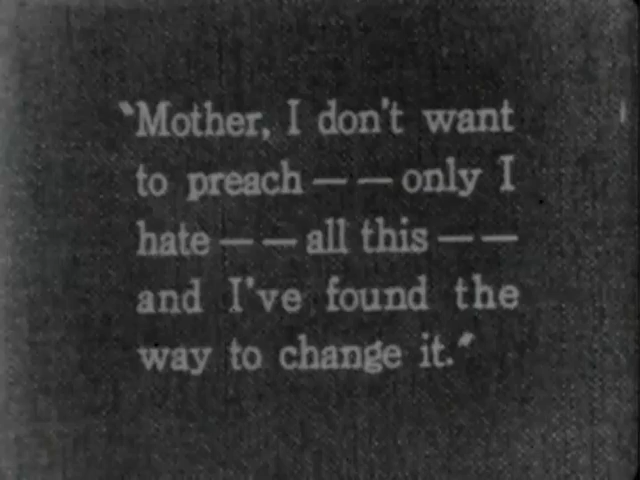 "Mother, I don't want
to preach — — only I
hate — — all this — —
and I've found the
way to change it."